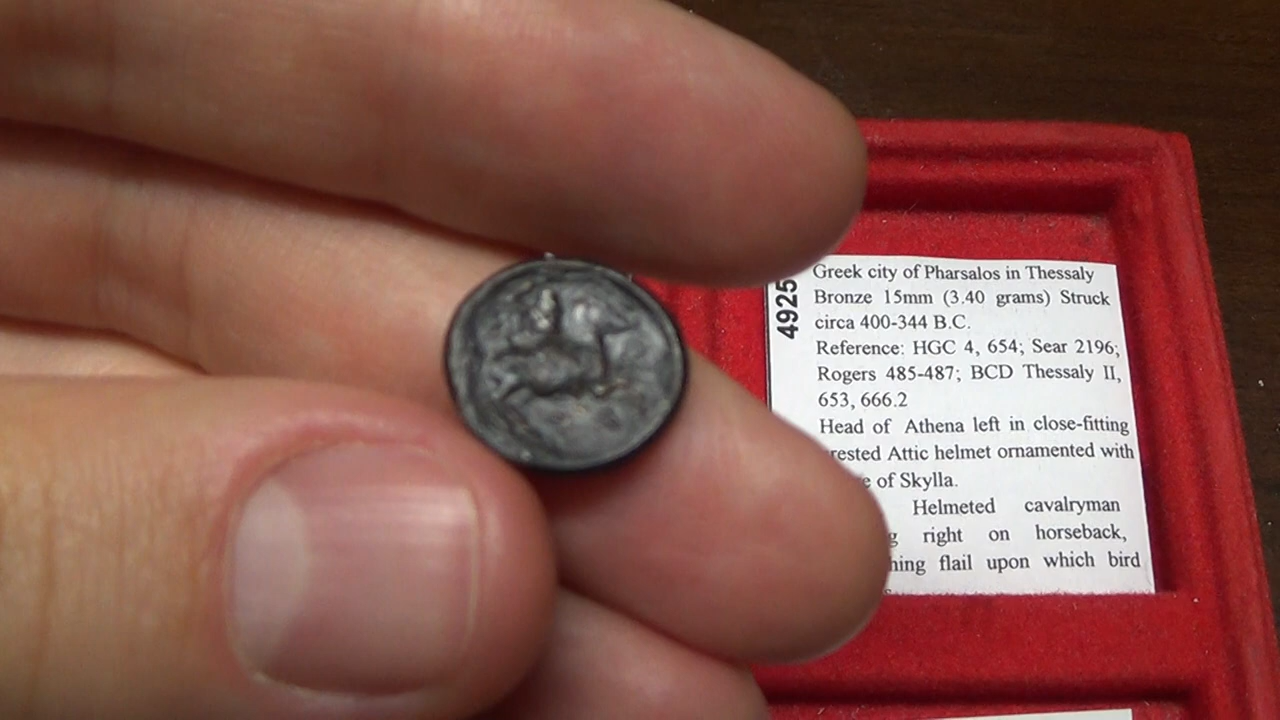 4925
Greek city of Pharsalos in Thessaly
Bronze 15mm (3.40 grams) Struck
circa 400-344 B.C.
Reference: HGC 4, 654; Sear 2196;
Rogers 485-487; BCD Thessaly II,
653, 666.2
Head of Athena left in close-fitting
rested Attic helmet ornamented with
e of Skylla.
Helmeted cavalryman
g right on horseback,
hing flail upon which bird